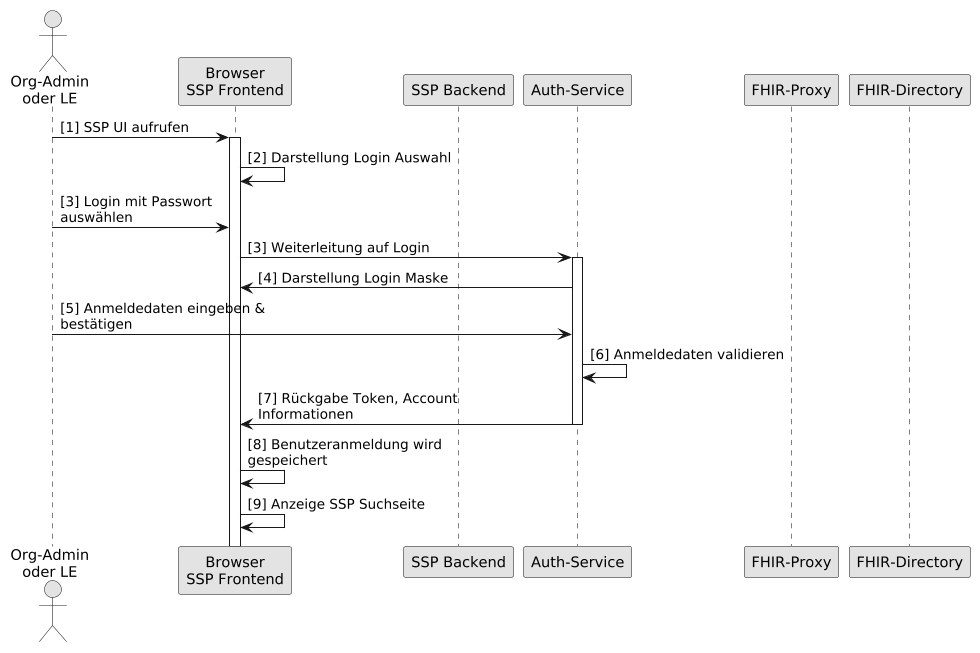 Org-Admin
oder LE
Browser
SSP Frontend
SSP Backend
Auth-Service
FHIR-Proxy
FHIR-Directory
[1] SSP UI aufrufen
[2] Darstellung Login Auswahl
[3] Login mit Passwort
auswählen
[3] Weiterleitung auf Login
[4] Darstellung Login Maske
[5] Anmeldedaten eingeben &
bestätigen
[6] Anmeldedaten validieren
[7] Rückgabe Token, Account
Informationen
[8] Benutzeranmeldung wird
gespeichert
[9] Anzeige SSP Suchseite
Org-Admin
oder LE
Browser
SSP Frontend
SSP Backend
Auth-Service
FHIR-Proxy
FHIR-Directory